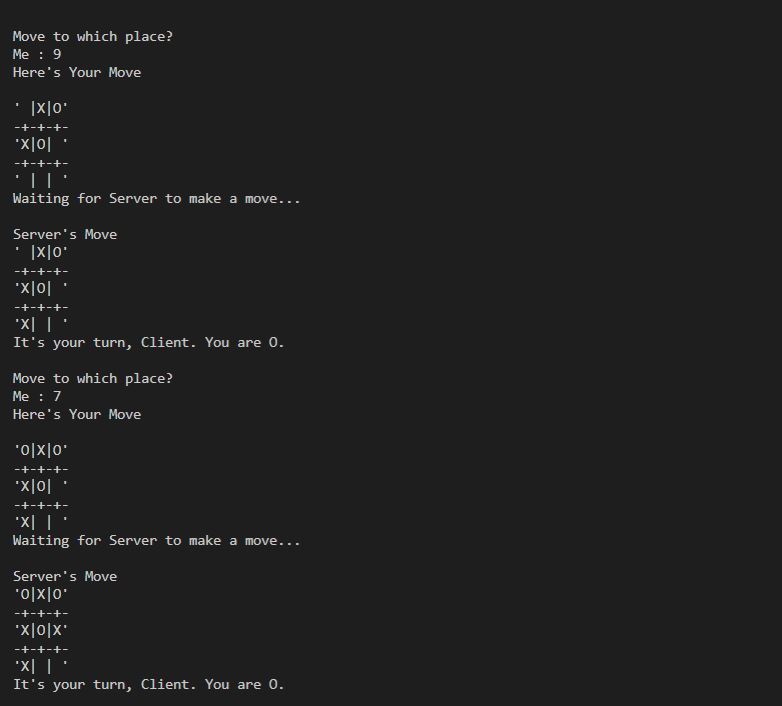 Move to which place?
Me : 9
Here's Your Move
' |X|O'
-+-+-+-
'X|O| '
-+-+-+-
' | | '
Waiting for Server to make a move...
Server's Move
' |X|O'
-+-+-+-
'X|O| '
-+-+-+-
'X| | '
It's your turn, Client. You are O.
Move to which place?
Me : 7
Here's Your Move
'O|X|O'
-+-+-+-
'X|O| '
-+-+-+-
'X| | '
Waiting for Server to make a move...
Server's Move
'O|X|O'
-+-+-+-
'X|O|X'
-+-+-+-
'X| | '
It's your turn, Client. You are O.